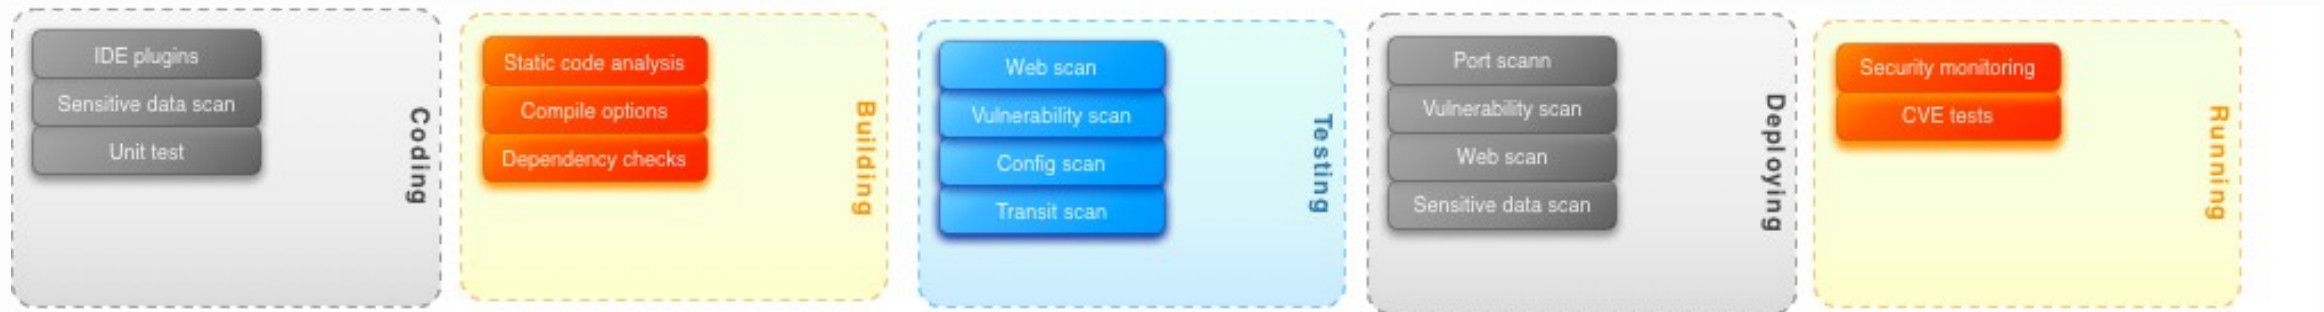 IDE plugins
Sensitive data scan
Unit test
Coding
Static code analysis
Compile options
Dependency checks
Building
Web scan
Vulnerability scan
Config scan
Transit scan
Testing
Port scann
Vulnerability scan
Web scan
Sensitive data scan
Deploying
Security monitoring
CVE tests
Running